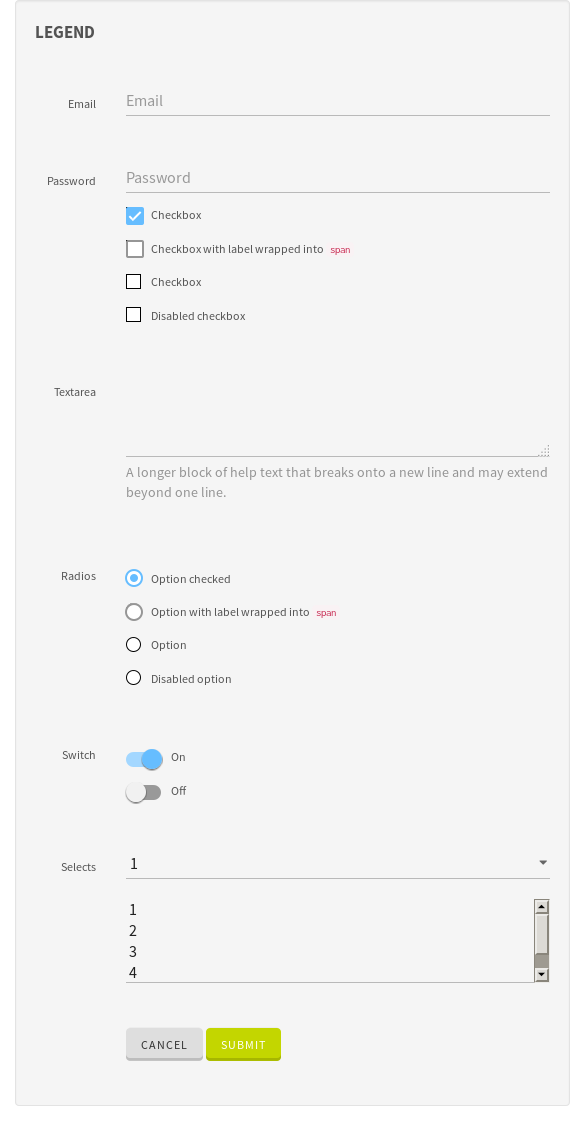 LEGEND
Email Email
Password Password
Checkbox
Checkbox with label wrapped into span
Checkbox
Disabled checkbox
Textarea
A longer block of help text that breaks onto a new line and may extend
beyond one line.
Radios Option checked
Option with label wrapped into span
Option
Disabled option
Switch On
Off
Selects 1
1
2
3
4
CANCEL SUBMIT